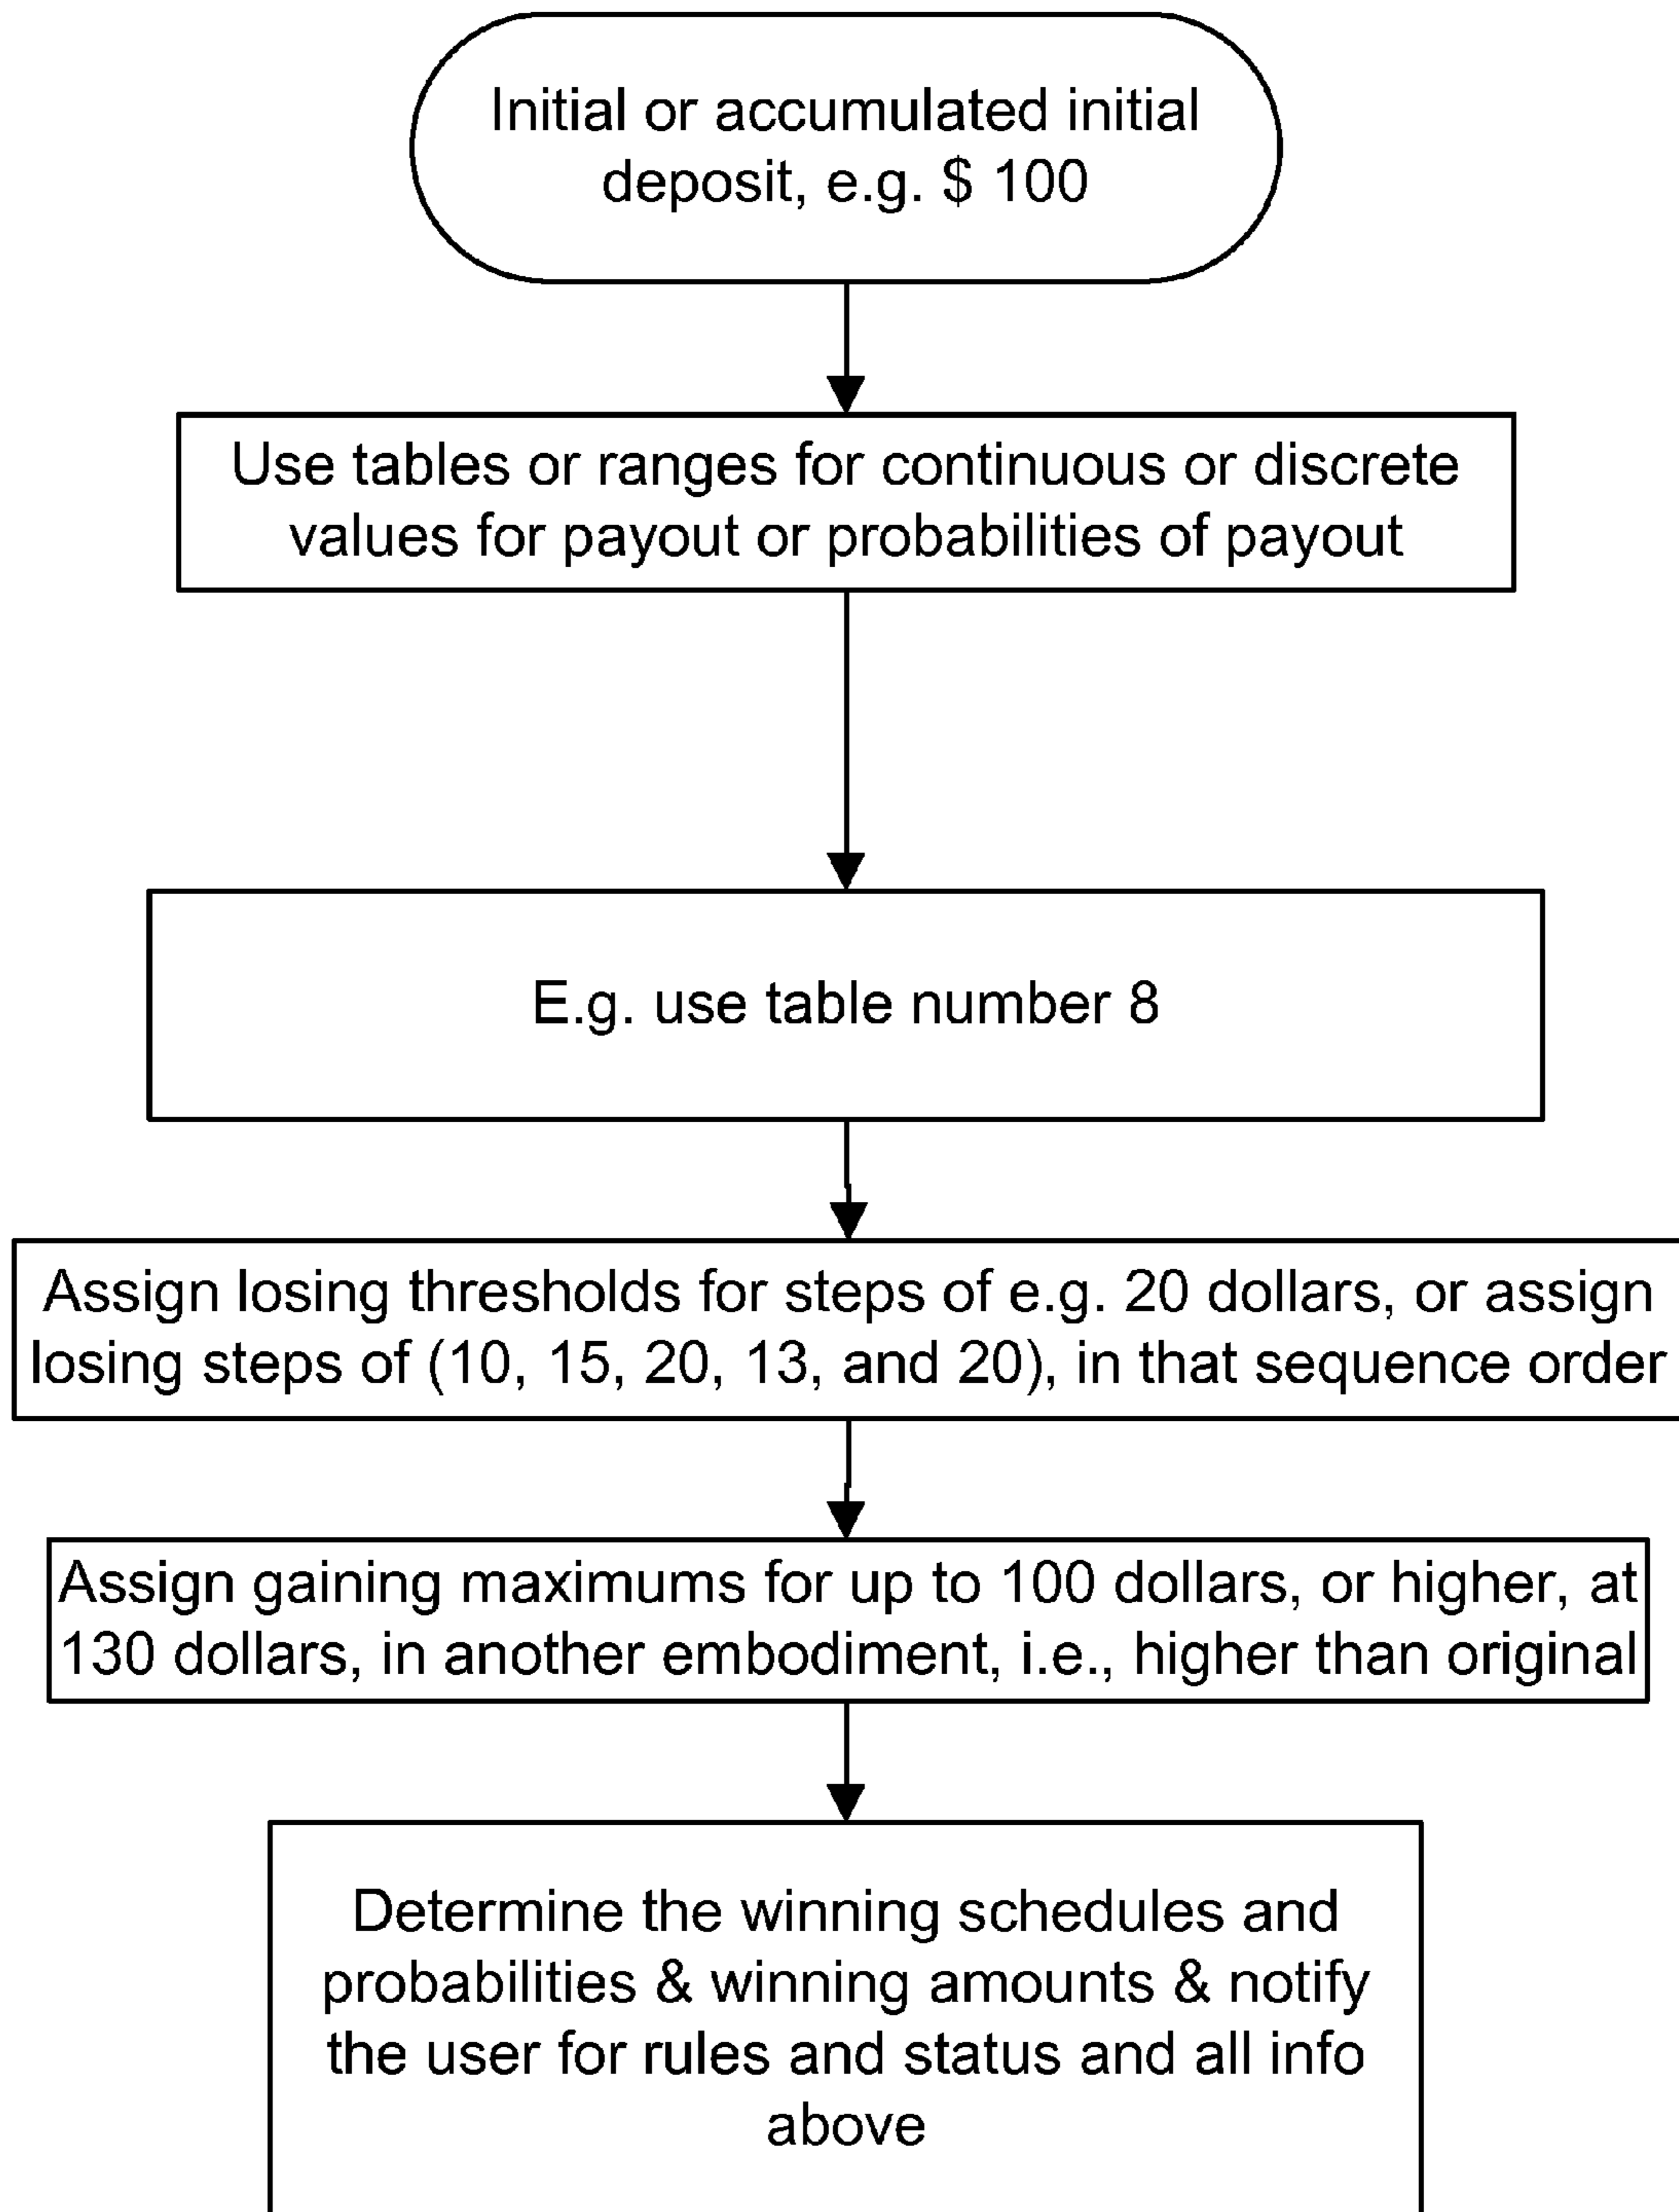 Initial or accumulated initial
deposit, e.g. $ 100
Use tables or ranges for continuous or discrete
values for payout or probabilities of payout
E.g. use table number 8
Assign losing thresholds for steps of e.g. 20 dollars, or assign
losing steps of (10, 15, 20, 13, and 20), in that sequence order
Assign gaining maximums for up to 100 dollars, or higher, at
130 dollars, in another embodiment, i.e., higher than original
Determine the winning schedules and
probabilities & winning amounts & notify
the user for rules and status and all info
above